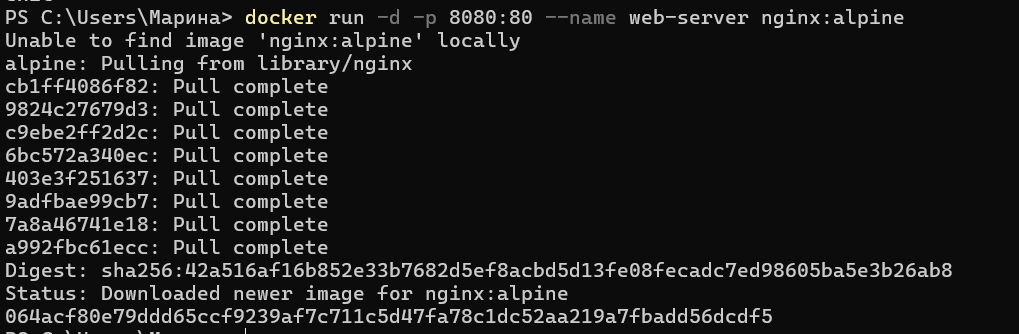 PS C:\Users\Марина> docker run -d -p 8080:80 --name web-server nginx:alpine
Unable to find image 'nginx:alpine' locally
alpine: Pulling from library/nginx
cb1ff4086f82: Pull complete
9824c27679d3: Pull complete
c9ebe2ff2d2c: Pull complete
6bc572a340ec: Pull complete
403e3f251637: Pull complete
9adfbae99cb7: Pull complete
7a8a46741e18: Pull complete
a992fbc61ecc: Pull complete
Digest: sha256:42a516af16b852e33b7682d5ef8acbd5d13fe08fecadc7ed98605ba5e3b26ab8
Status: Downloaded newer image for nginx:alpine
064acf80e79ddd65ccf9239af7c711c5d47fa78c1dc52aa219a7fbadd56dcdf5